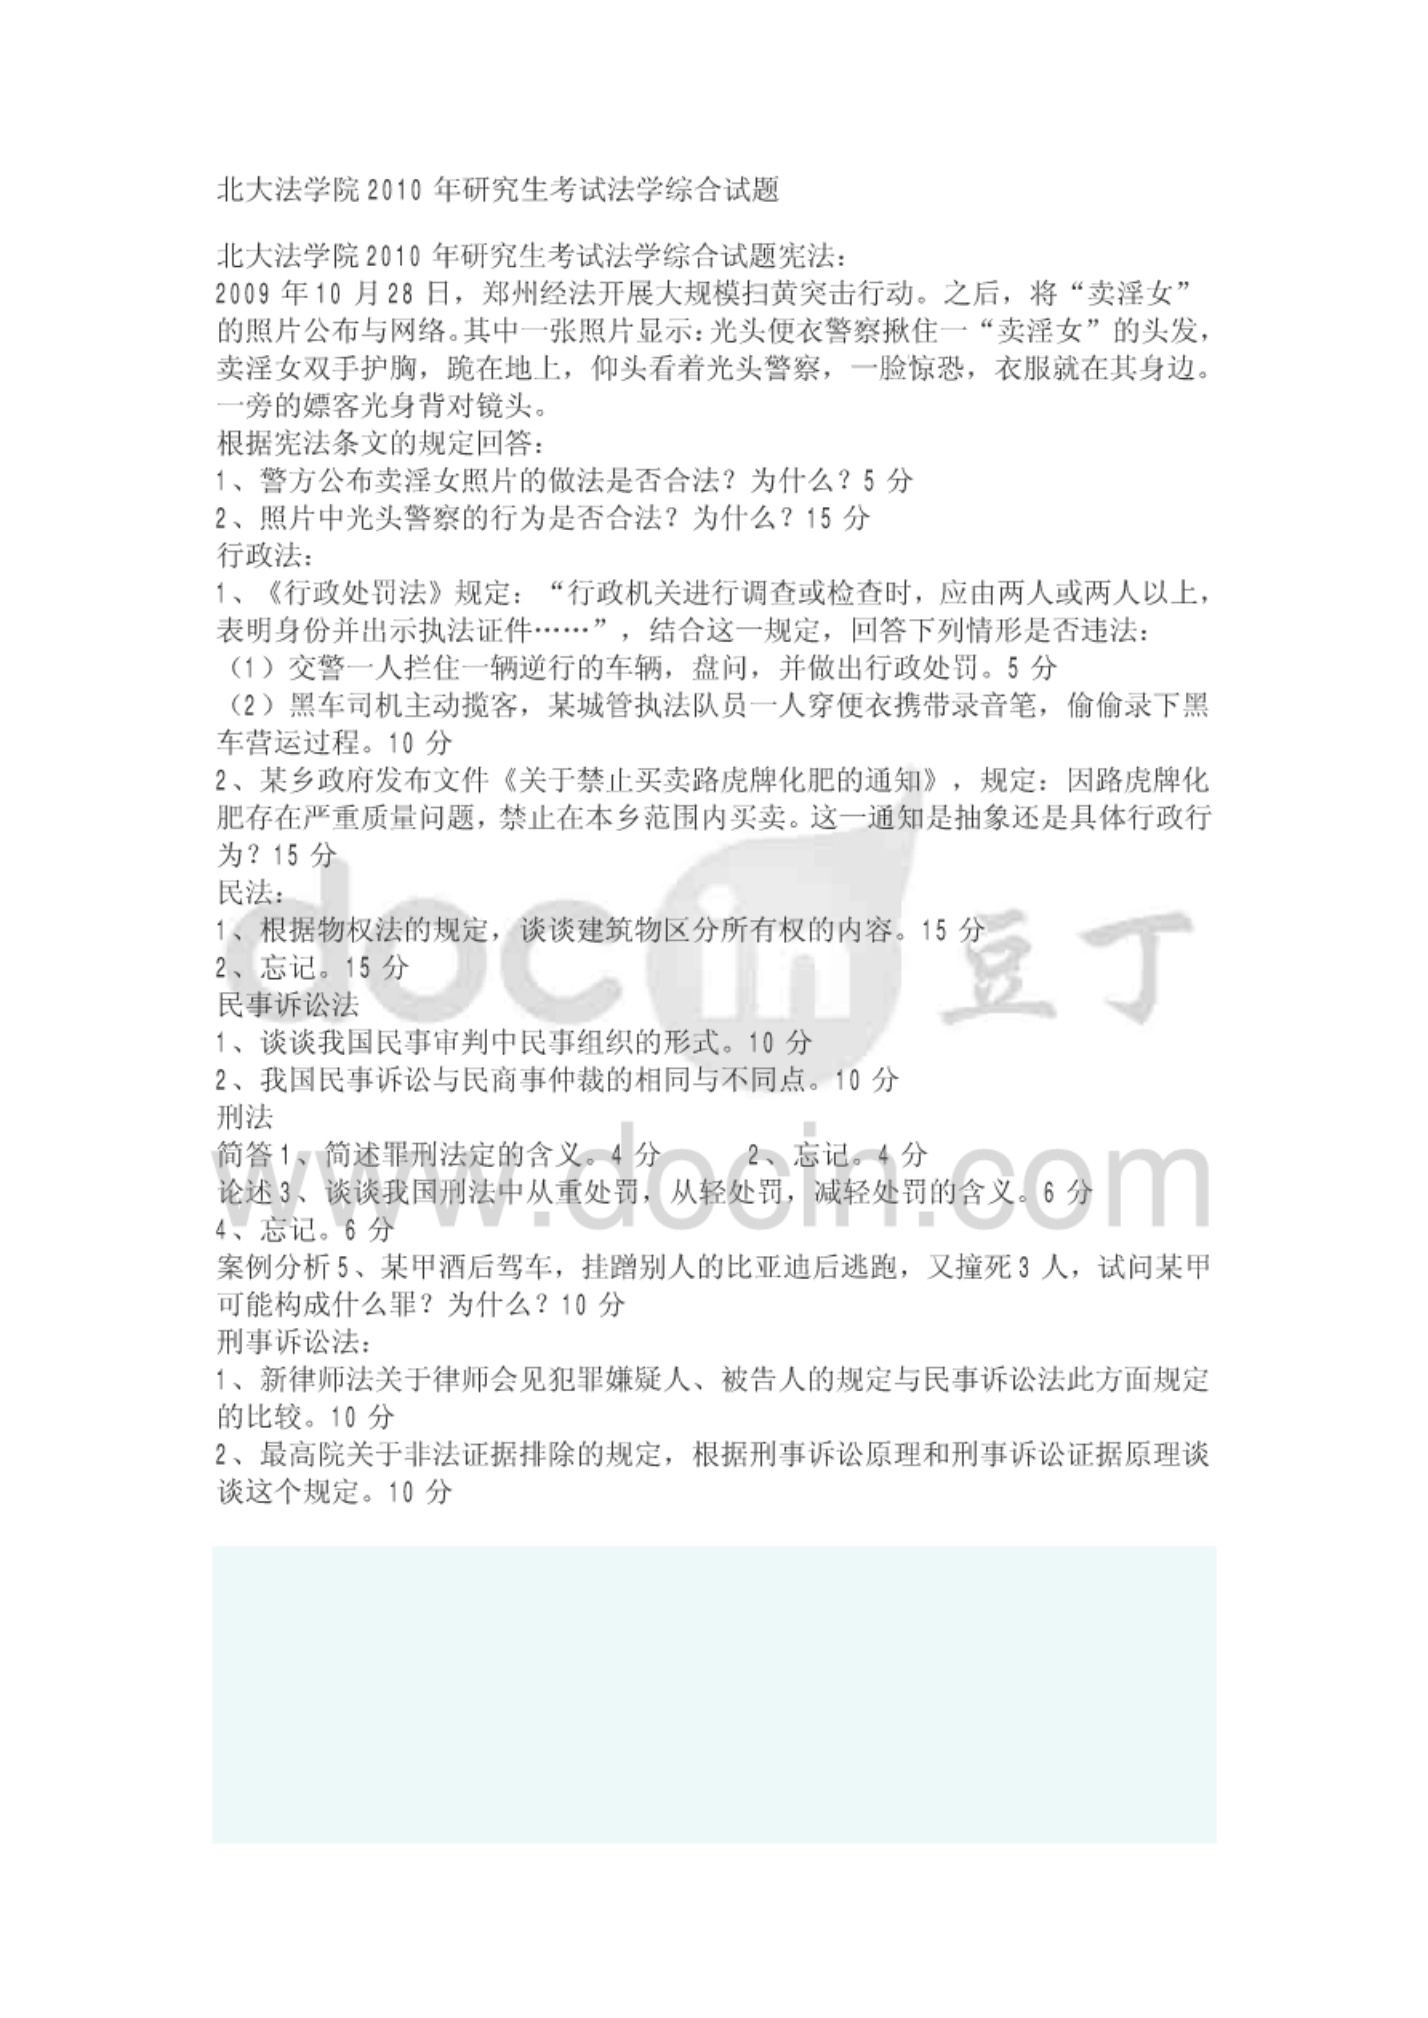 北大法学院2010 年研究生考试法学综合试题
北大法学院2010 年研究生考试法学综合试题宪法：
2009 年10 月28 日，郑州经法开展大规模扫黄突击行动。之后，将“卖淫女”
的照片公布与网络。其中一张照片显示：光头便衣警察揪住一“卖淫女”的头发，
卖淫女双手护胸，跪在地上，仰头看着光头警察，一脸惊恐，衣服就在其身边。
一旁的嫖客光身背对镜头。
根据宪法条文的规定回答：
1、警方公布卖淫女照片的做法是否合法？为什么？5 分
2、照片中光头警察的行为是否合法？为什么？15 分
行政法：
1、《行政处罚法》规定：“行政机关进行调查或检查时，应由两人或两人以上，
表明身份并出示执法证件……”，结合这一规定，回答下列情形是否违法：
（1）交警一人拦住一辆逆行的车辆，盘问，并做出行政处罚。5 分
（2）黑车司机主动揽客，某城管执法队员一人穿便衣携带录音笔，偷偷录下黑
车营运过程。10 分
2、某乡政府发布文件《关于禁止买卖路虎牌化肥的通知》，规定：因路虎牌化
肥存在严重质量问题，禁止在本乡范围内买卖。这一通知是抽象还是具体行政行
为？15 分
民法：
1、根据物权法的规定，谈谈建筑物区分所有权的内容。15 分
2、忘记。15 分
民事诉讼法
1、谈谈我国民事审判中民事组织的形式。10 分
2、我国民事诉讼与民商事仲裁的相同与不同点。10 分
刑法
简答1、简述罪刑法定的含义。4 分 2、忘记。4 分
论述3、谈谈我国刑法中从重处罚，从轻处罚，减轻处罚的含义。6 分
4、忘记。6 分
案例分析5、某甲酒后驾车，挂蹭别人的比亚迪后逃跑，又撞死3 人，试问某甲
可能构成什么罪？为什么？10 分
刑事诉讼法：
1、新律师法关于律师会见犯罪嫌疑人、被告人的规定与民事诉讼法此方面规定
的比较。10 分
2、最高院关于非法证据排除的规定，根据刑事诉讼原理和刑事诉讼证据原理谈
谈这个规定。10 分
docin 豆丁
www.docin.com